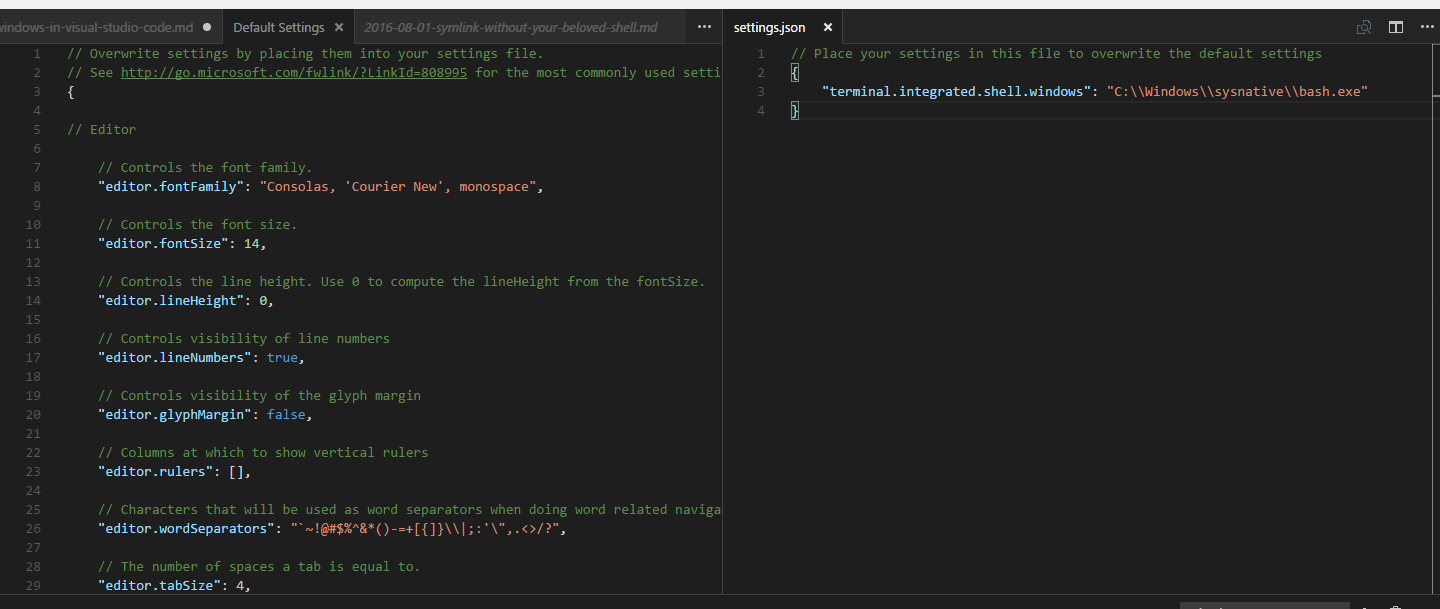 windows-in-visual-studio-code.md Default Settings 2016-08-01-symlink-without-your-beloved-shell.md
1 // Overwrite settings by placing them into your settings file.
2 // See http://go.microsoft.com/fwlink/?LinkId=808995 for the most commonly used setti
3 {
4
5 // Editor
6
7 // Controls the font family.
8 "editor.fontFamily": "Consolas, 'Courier New', monospace",
9
10 // Controls the font size.
11 "editor.fontSize": 14,
12
13 // Controls the line height. Use 0 to compute the lineHeight from the fontSize.
14 "editor.lineHeight": 0,
15
16 // Controls visibility of line numbers
17 "editor.lineNumbers": true,
18
19 // Controls visibility of the glyph margin
20 "editor.glyphMargin": false,
21
22 // Columns at which to show vertical rulers
23 "editor.rulers": [],
24
25 // Characters that will be used as word separators when doing word related naviga
26 "editor.wordSeparators": "`~!@#$%^&*()-=+[{]}\\|;:'\",.<>/?",
27
28 // The number of spaces a tab is equal to.
29 "editor.tabSize": 4,
settings.json
1 // Place your settings in this file to overwrite the default settings
2 {
3 "terminal.integrated.shell.windows": "C:\\Windows\\sysnative\\bash.exe"
4 }